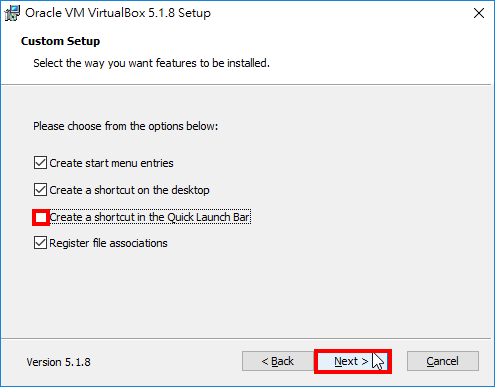 Oracle VM VirtualBox 5.1.8 Setup
Custom Setup
Select the way you want features to be installed.
Please choose from the options below:
Create start menu entries
Create a shortcut on the desktop
Create a shortcut in the Quick Launch Bar
Register file associations
Version 5.1.8
< Back
Next >
Cancel